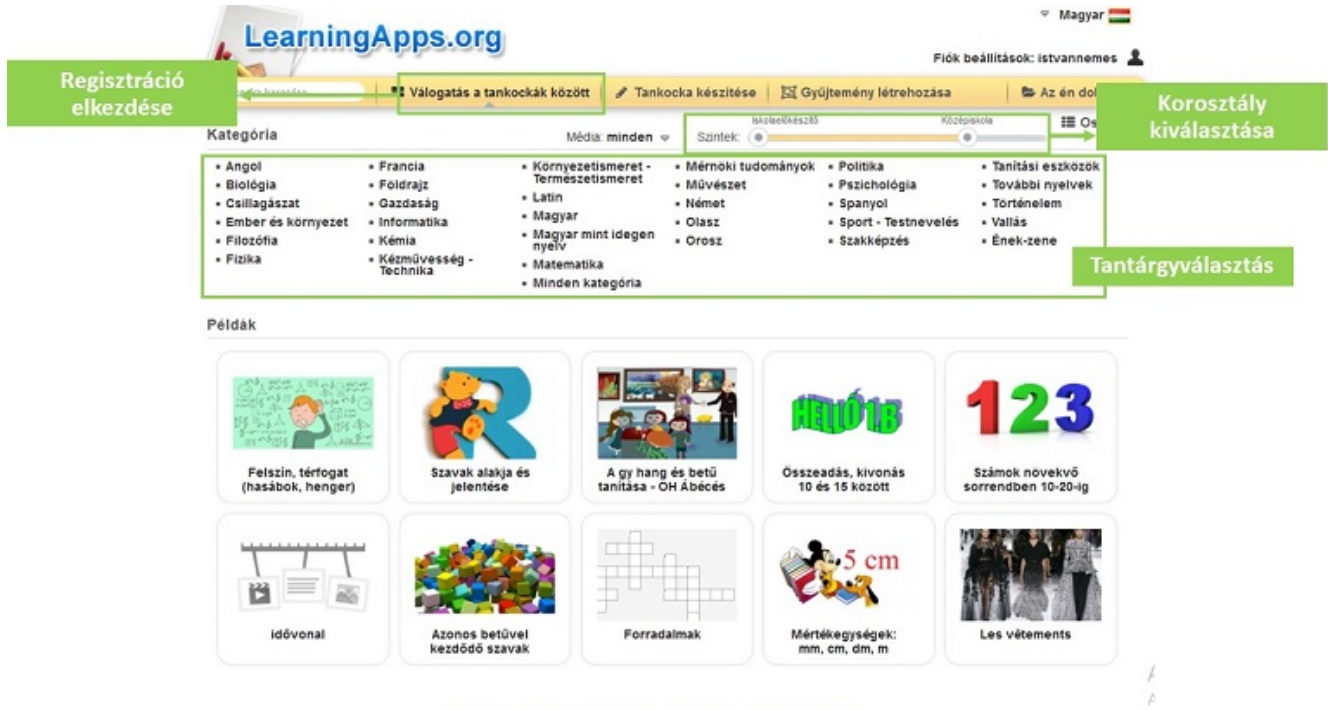 Magyar
LearningApps.org
Fiók beállítások: istvannemes
Regisztráció
elkezdése
Válogatás a tankockák között
Tankocka készítése
Gyűjtemény létrehozása
Az én
Korosztály
kiválasztása
Kategória
Média: minden
Szintek:
Iskolaelőkészítő
Középiskola
Angol
Biológia
Csillagászat
Ember és környezet
Filozófia
Fizika
Francia
Földrajz
Gazdaság
Informatika
Kémia
Kézművesség -
Technika
Környezetismeret -
Természetismeret
Latin
Magyar
Magyar mint idegen
nyelv
Matematika
Minden kategória
Mérnöki tudományok
Művészet
Német
Olasz
Orosz
Politika
Pszichológia
Spanyol
Sport - Testnevelés
Szakképzés
Tanítási eszközök
További nyelvek
Történelem
Vallás
Ének-zene
Tantárgyválasztás
Példák
Felszín, térfogat
(hasábok, henger)
R
Szavak alakja és
jelentése
A gy hang és betű
tanítása - OH Ábécés
HELLÓ 1.B
Összeadás, kivonás
10 és 15 között
123
Számok növekvő
sorrendben 10-20-ig
idővonal
Azonos betűvel
kezdődő szavak
Forradalmak
5 cm
Mértékegységek:
mm, cm, dm, m
Les vêtements